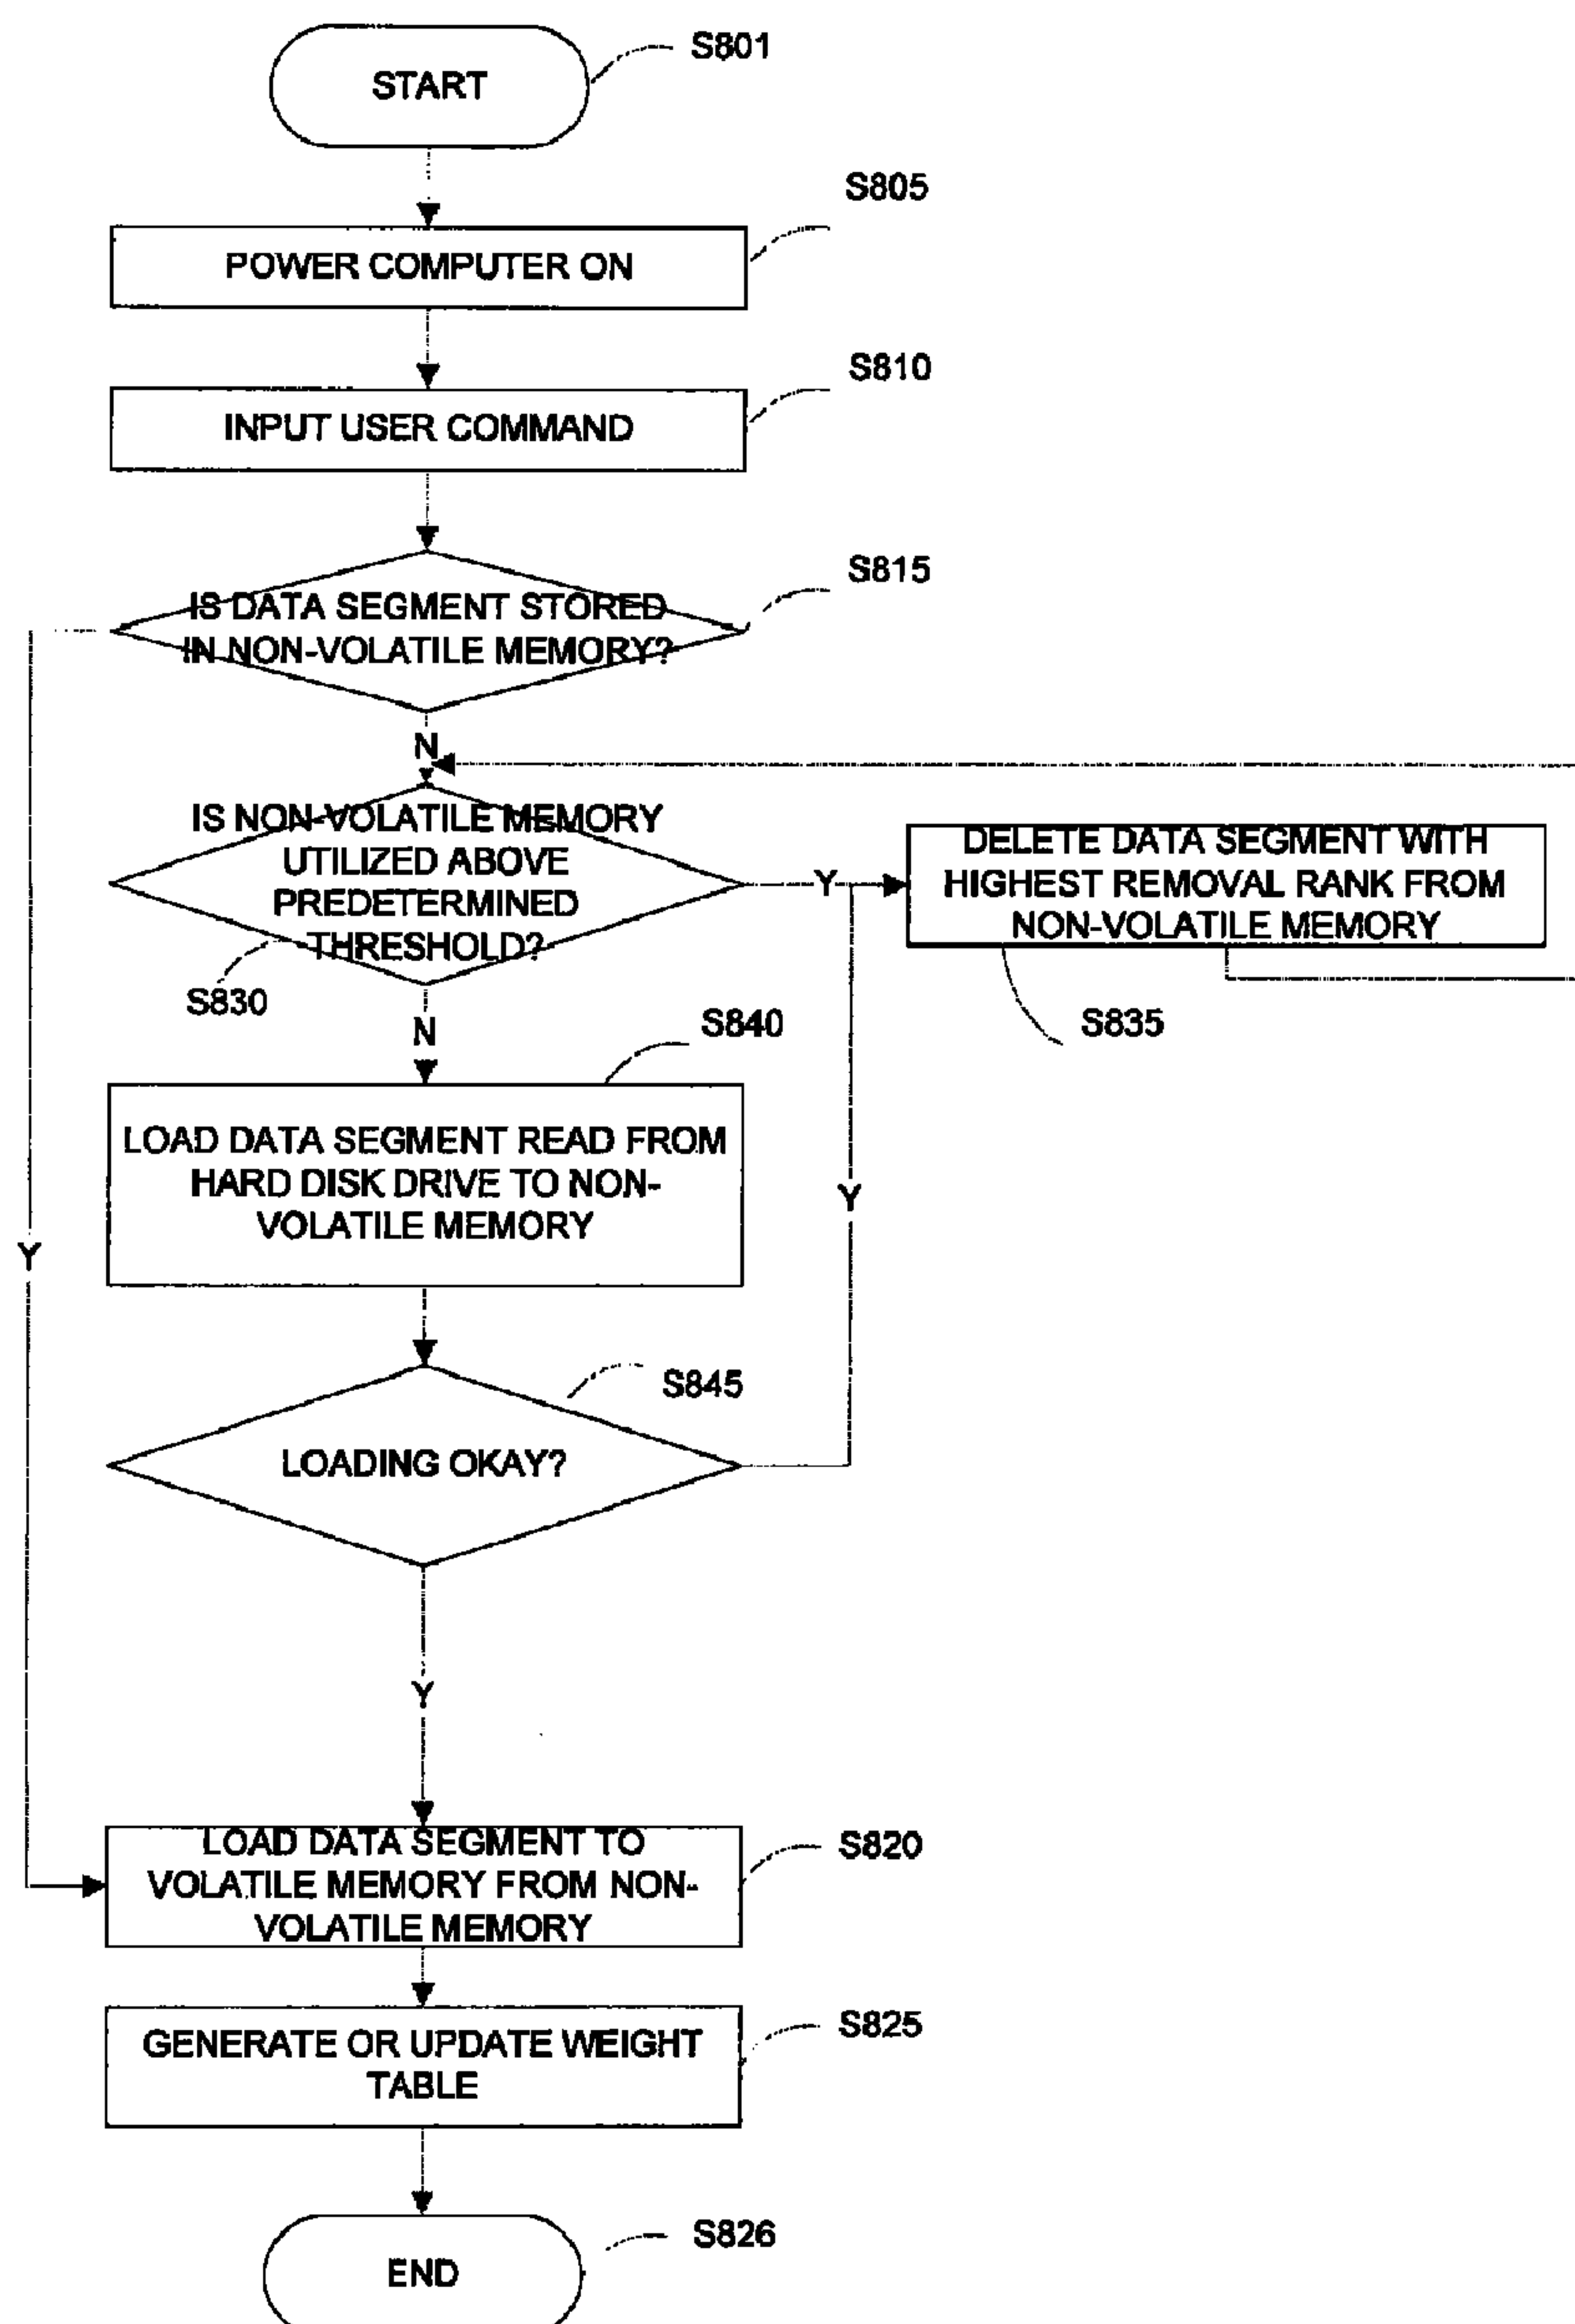 START
S801
S805
POWER COMPUTER ON
S810
INPUT USER COMMAND
S815
IS DATA SEGMENT STORED
IN NON-VOLATILE MEMORY?
N
IS NON-VOLATILE MEMORY
UTILIZED ABOVE
PREDETERMINED
THRESHOLD?
S830
Y
DELETE DATA SEGMENT WITH
HIGHEST REMOVAL RANK FROM
NON-VOLATILE MEMORY
S835
N
S840
LOAD DATA SEGMENT READ FROM
HARD DISK DRIVE TO NON-
VOLATILE MEMORY
Y
Y
S845
LOADING OKAY?
Y
LOAD DATA SEGMENT TO
VOLATILE MEMORY FROM NON-
VOLATILE MEMORY
S820
GENERATE OR UPDATE WEIGHT
TABLE
S825
END
S826